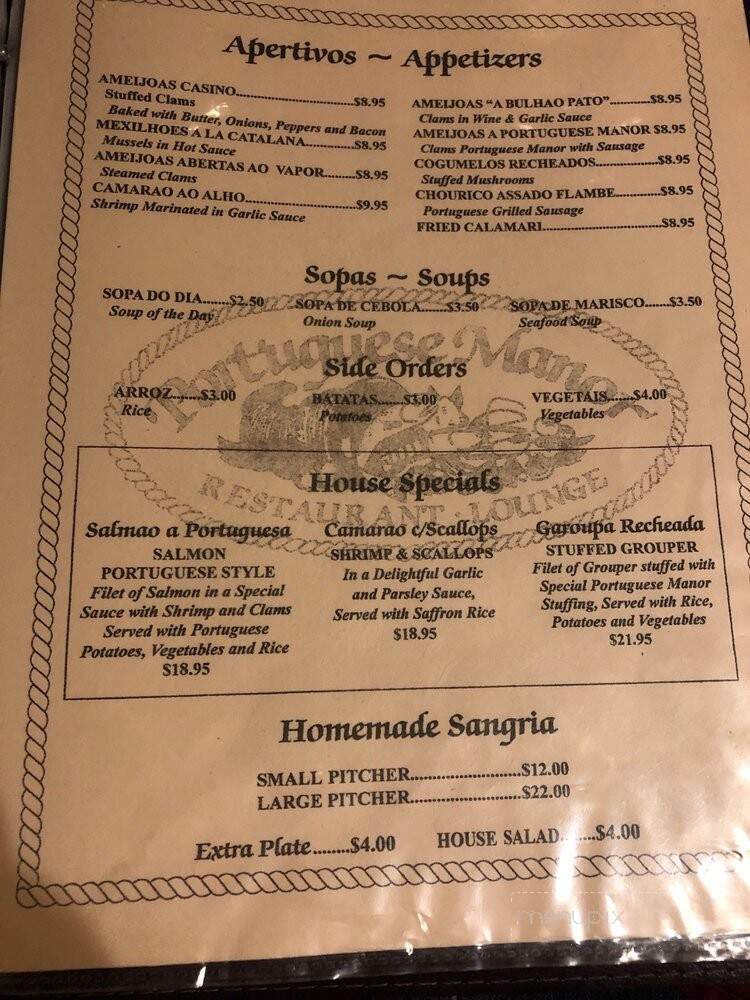 Apertivos ~ Appetizers
AMEIJOAS CASINO..............................$8.95
Stuffed Clams
Baked with Butter, Onions, Peppers and Bacon
MEXILHOES A LA CATALANA............$8.95
Mussels in Hot Sauce
AMEIJOAS ABERTAS AO VAPOR........$8.95
Steamed Clams
CAMARAO AO ALHO............................$9.95
Shrimp Marinated in Garlic Sauce
AMEIJOAS "A BULHAO PATO"...........$8.95
Clams in Wine & Garlic Sauce
AMEIJOAS A PORTUGUESE MANOR $8.95
Clams Portuguese Manor with Sausage
COGUMELOS RECHEADOS................$8.95
Stuffed Mushrooms
CHOURICO ASSADO FLAMBE............$8.95
Portuguese Grilled Sausage
FRIED CALAMARI..............................$8.95
Sopas ~ Soups
SOPA DO DIA.......$2.50 SOPA DE CEBOLA.......$3.50 SOPA DE MARISCO......$3.50
Soup of the Day Onion Soup Seafood Soup
Portuguese Manor
RESTAURANT · LOUNGE
Side Orders
ARROZ........$3.00 BATATAS.......$3.00 VEGETAIS.......$4.00
Rice Potatoes Vegetables
House Specials
Salmao a Portuguesa
SALMON
PORTUGUESE STYLE
Filet of Salmon in a Special
Sauce with Shrimp and Clams
Served with Portuguese
Potatoes, Vegetables and Rice
$18.95
Camarao c/Scallops
SHRIMP & SCALLOPS
In a Delightful Garlic
and Parsley Sauce,
Served with Saffron Rice
$18.95
Garoupa Recheada
STUFFED GROUPER
Filet of Grouper stuffed with
Special Portuguese Manor
Stuffing, Served with Rice,
Potatoes and Vegetables
$21.95
Homemade Sangria
SMALL PITCHER..........................$12.00
LARGE PITCHER..........................$22.00
Extra Plate........$4.00 HOUSE SALAD........$4.00
menupix